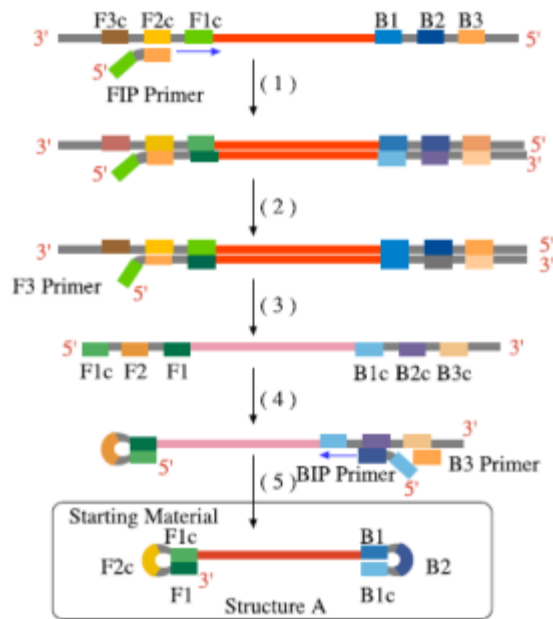 F3c F2c F1c B1 B2 B3
3' 5'
5'
FIP Primer
( 1 )
3' 5'
3'
5'
( 2 )
3' 5'
3'
F3 Primer
5'
( 3 )
5' 3'
F1c F2 F1 B1c B2c B3c
( 4 )
3'
5' BIP Primer B3 Primer
5'
( 5 )
Starting Material
F1c B1
F2c B2
3'
F1 B1c
Structure A